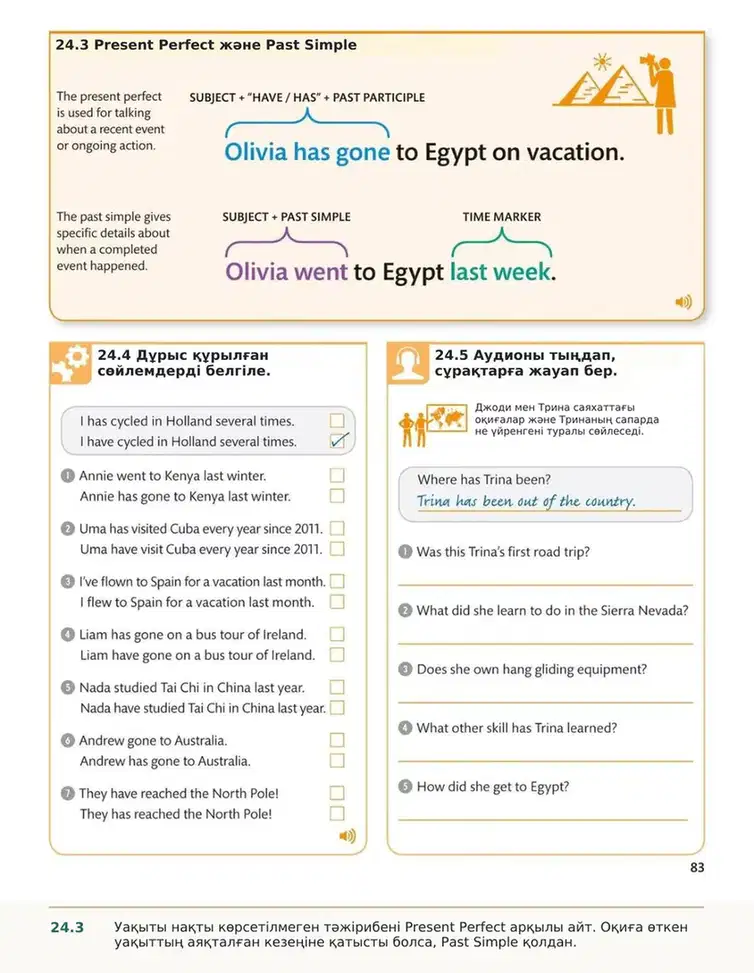 24.3 Present Perfect және Past Simple
The present perfect
is used for talking
about a recent event
or ongoing action.
SUBJECT + "HAVE / HAS" + PAST PARTICIPLE
Olivia has gone to Egypt on vacation.
The past simple gives
specific details about
when a completed
event happened.
SUBJECT + PAST SIMPLE
TIME MARKER
Olivia went to Egypt last week.
24.4 Дұрыс құрылған
сөйлемдерді белгіле.
I has cycled in Holland several times.
I have cycled in Holland several times.
1 Annie went to Kenya last winter.
Annie has gone to Kenya last winter.
2 Uma has visited Cuba every year since 2011.
Uma have visit Cuba every year since 2011.
3 I've flown to Spain for a vacation last month.
I flew to Spain for a vacation last month.
4 Liam has gone on a bus tour of Ireland.
Liam have gone on a bus tour of Ireland.
5 Nada studied Tai Chi in China last year.
Nada have studied Tai Chi in China last year.
6 Andrew gone to Australia.
Andrew has gone to Australia.
7 They have reached the North Pole!
They has reached the North Pole!
24.5 Аудионы тыңдап,
сұрақтарға жауап бер.
Джоди мен Трина саяхаттағы
оқиғалар және Тринаның сапарда
не үйренгені туралы сөйлеседі.
Where has Trina been?
Trina has been out of the country.
1 Was this Trina's first road trip?
2 What did she learn to do in the Sierra Nevada?
3 Does she own hang gliding equipment?
4 What other skill has Trina learned?
5 How did she get to Egypt?
83
24.3 Уақыты нақты көрсетілмеген тәжірибені Present Perfect арқылы айт. Оқиға өткен
уақыттың аяқталған кезеңіне қатысты болса, Past Simple қолдан.